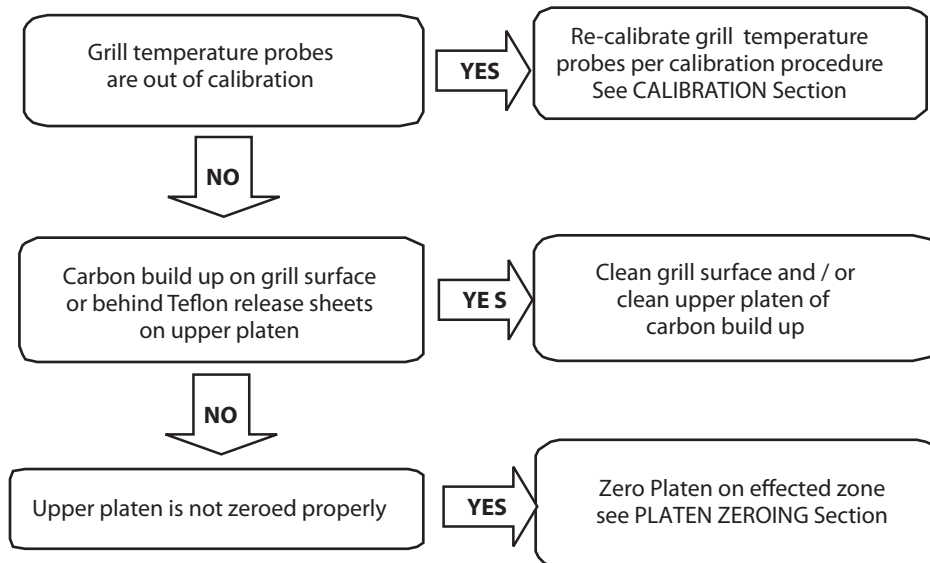 Grill temperature probes
are out of calibration
YES
Re-calibrate grill temperature
probes per calibration procedure
See CALIBRATION Section
NO
Carbon build up on grill surface
or behind Teflon release sheets
on upper platen
YE S
Clean grill surface and / or
clean upper platen of
carbon build up
NO
Upper platen is not zeroed properly
YES
Zero Platen on effected zone
see PLATEN ZEROING Section